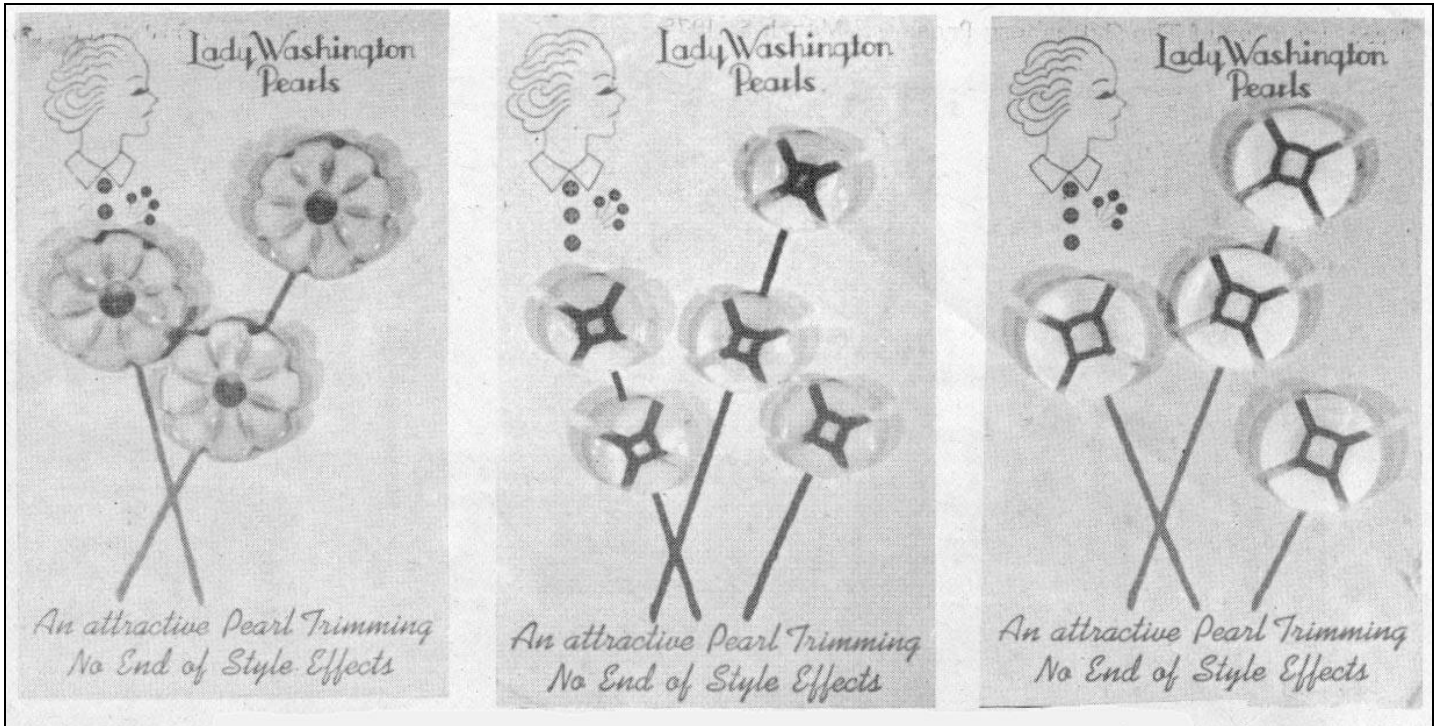 Lady Washington
Pearls
An attractive Pearl Trimming
No End of Style Effects
Lady Washington
Pearls
An attractive Pearl Trimming
No End of Style Effects
Lady Washington
Pearls
An attractive Pearl Trimming
No End of Style Effects